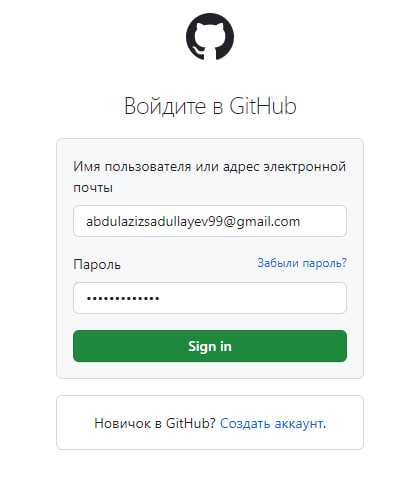 Войдите в GitHub
Имя пользователя или адрес электронной
почты
abdulazizsadullayev99@gmail.com
Пароль Забыли пароль?
•••••••••••••
Sign in
Новичок в GitHub? Создать аккаунт.